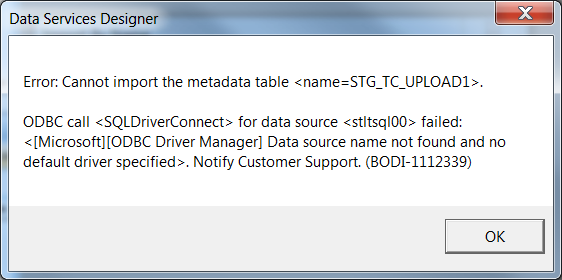 Data Services Designer
Error: Cannot import the metadata table <name=STG_TC_UPLOAD1>.
ODBC call <SQLDriverConnect> for data source <stltsql00> failed:
<[Microsoft][ODBC Driver Manager] Data source name not found and no
default driver specified>. Notify Customer Support. (BODI-1112339)
OK